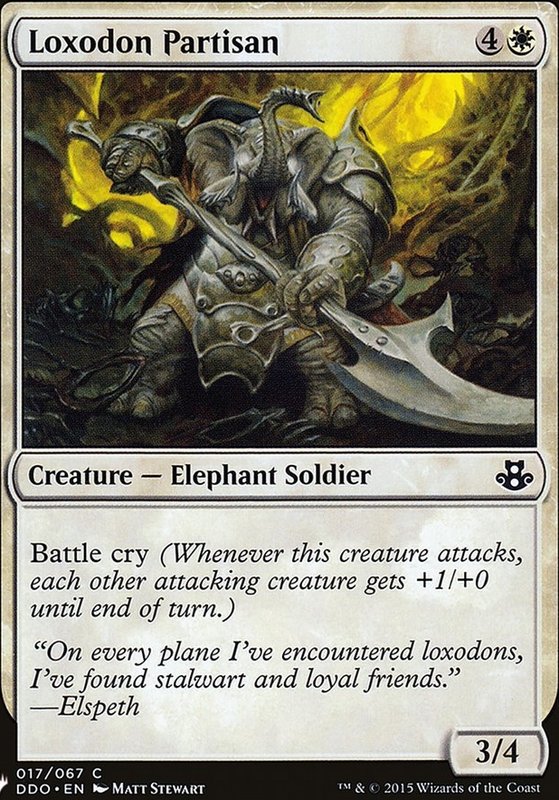 Loxodon Partisan 4
Creature — Elephant Soldier
Battle cry (Whenever this creature attacks,
each other attacking creature gets +1/+0
until end of turn.)
“On every plane I’ve encountered loxodons,
I’ve found stalwart and loyal friends.”
—Elspeth
3/4
017/067 C
DDO • EN Matt Stewart
™ & © 2015 Wizards of the Coast